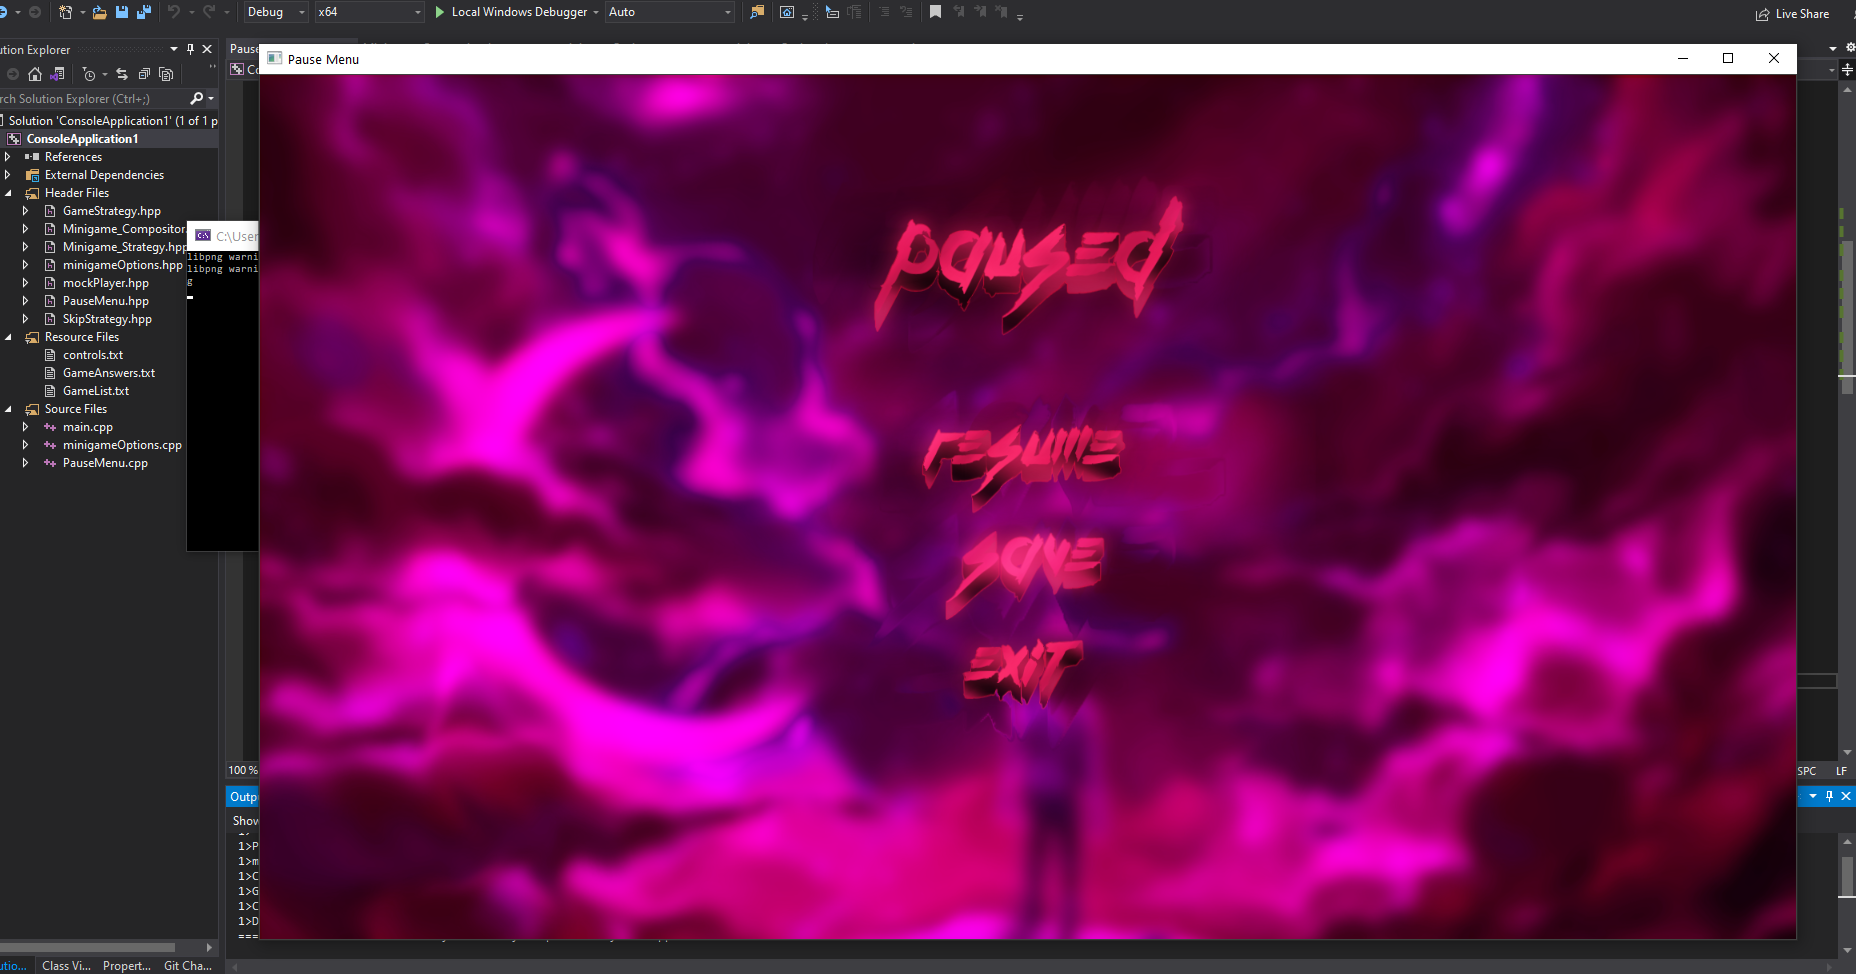 Debug
x64
Local Windows Debugger
Auto
Live Share
Solution Explorer
Search Solution Explorer (Ctrl+;)
Solution 'ConsoleApplication1' (1 of 1 p
ConsoleApplication1
References
External Dependencies
Header Files
GameStrategy.hpp
Minigame_Compositor.
Minigame_Strategy.hpp
minigameOptions.hpp
mockPlayer.hpp
PauseMenu.hpp
SkipStrategy.hpp
Resource Files
controls.txt
GameAnswers.txt
GameList.txt
Source Files
main.cpp
minigameOptions.cpp
PauseMenu.cpp
Class Vi...
Propert...
Git Cha...
C:\User
libpng warni
libpng warni
g
Pause
Co
Pause Menu
PAUSED
RESUME
SAVE
EXIT
100 %
SPC
LF
Outp
Show
1>P
1>m
1>C
1>G
1>C
1>D
===